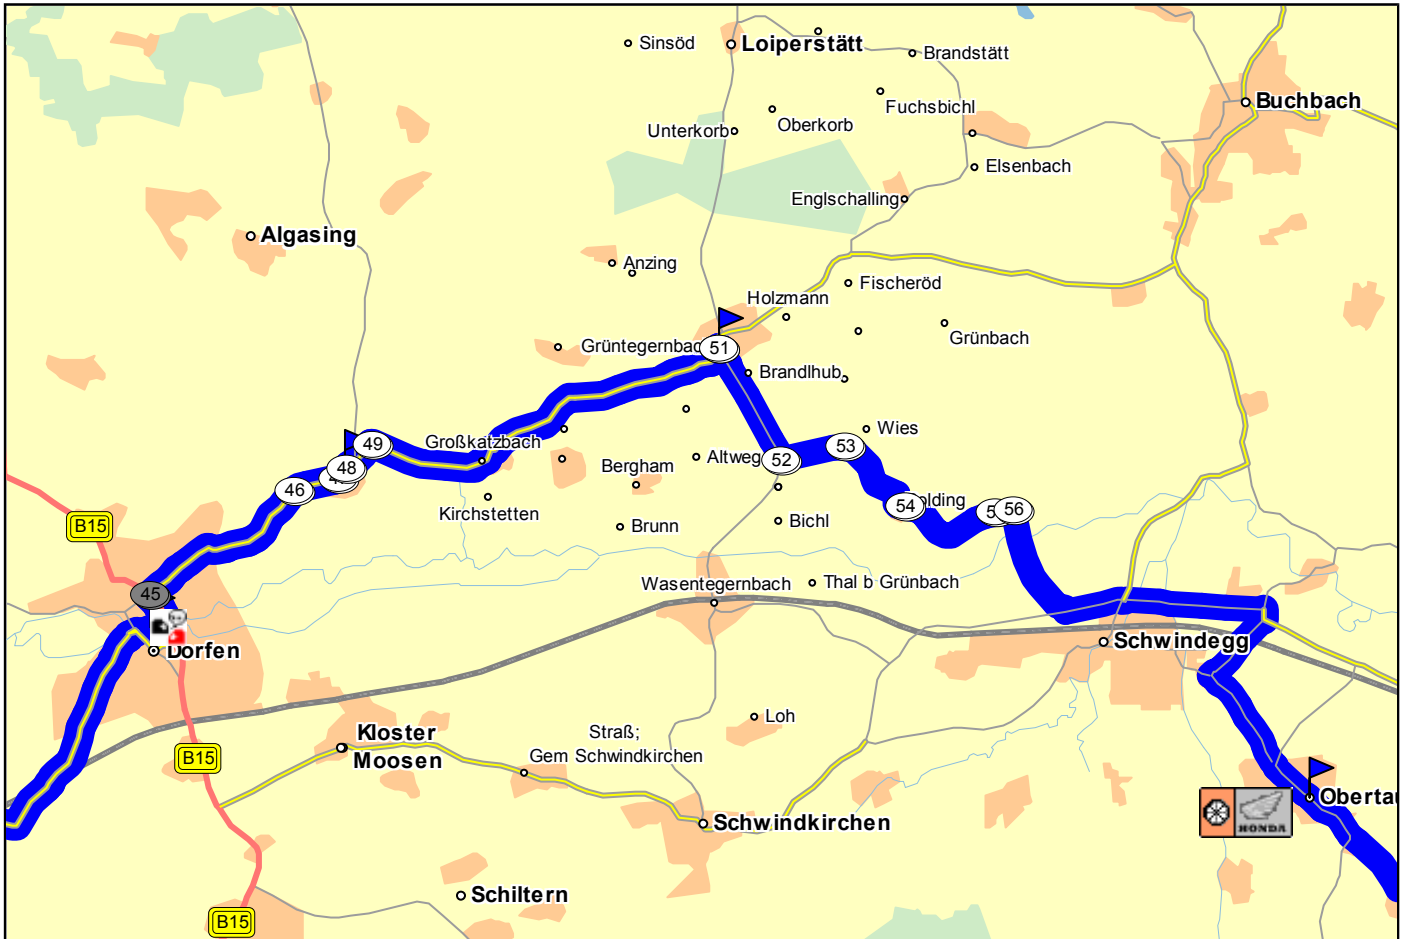 Sinsöd
Loiperstätt
Brandstätt
Fuchsbichl
Buchbach
Oberkorb
Unterkorb
Elsenbach
Englschalling
Algasing
Anzing
Fischeröd
Holzmann
Grünbach
Grüntegernbac
51
Brandlhub
Wies
49
Großkatzbach
53
48
Altweg
52
Bergham
46
54
olding
56
Kirchstetten
Brunn
Bichl
B15
Wasentegernbach
Thal b Grünbach
45
Dorfen
Schwindegg
Loh
Kloster
Moosen
Straß;
Gem Schwindkirchen
B15
Obertau
HONDA
Schwindkirchen
Schiltern
B15